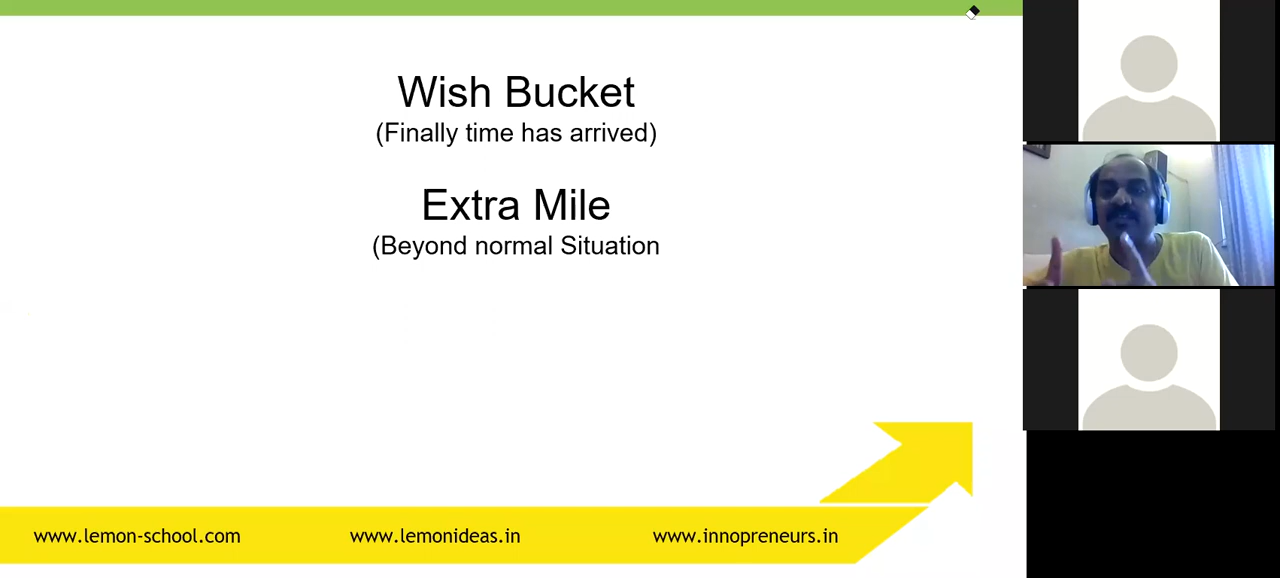 Wish Bucket
(Finally time has arrived)
Extra Mile
(Beyond normal Situation
www.lemon-school.com www.lemonideas.in www.innopreneurs.in